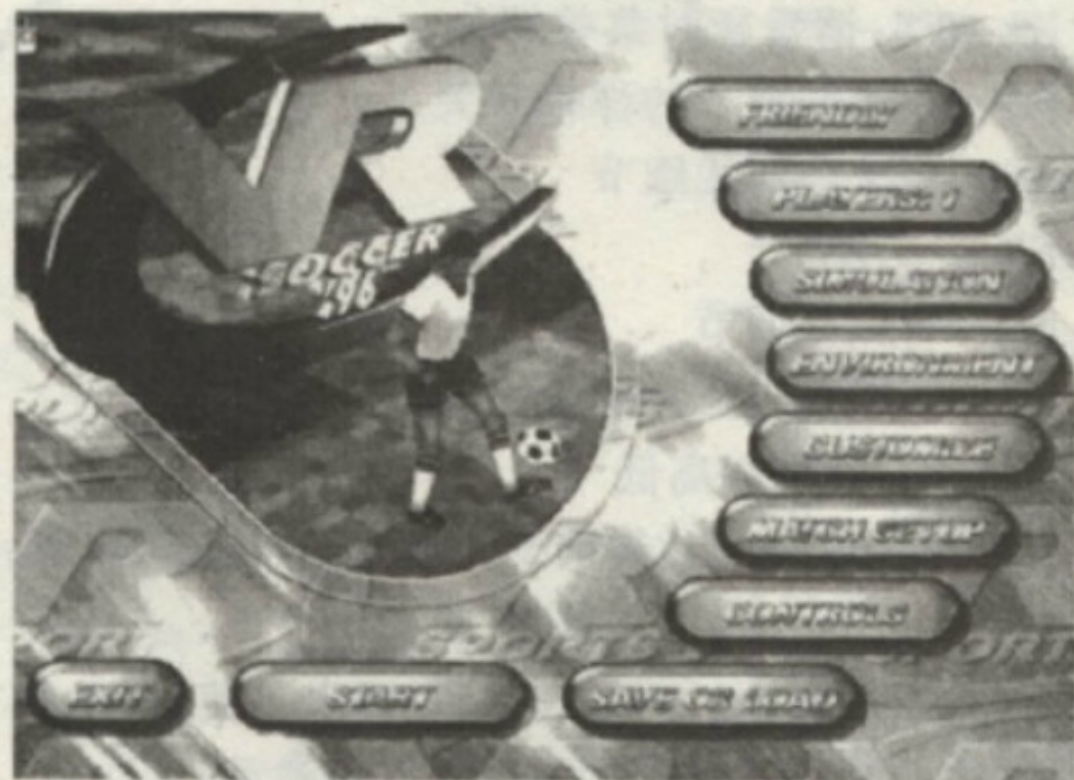 VR
SOCCER
'96
FRIENDLY
PLAYERS: 1
SIMULATION
ENVIRONMENT
CUSTOMISE
MATCH SETUP
CONTROLS
EXIT
START
SAVE OR LOAD
SPORTS